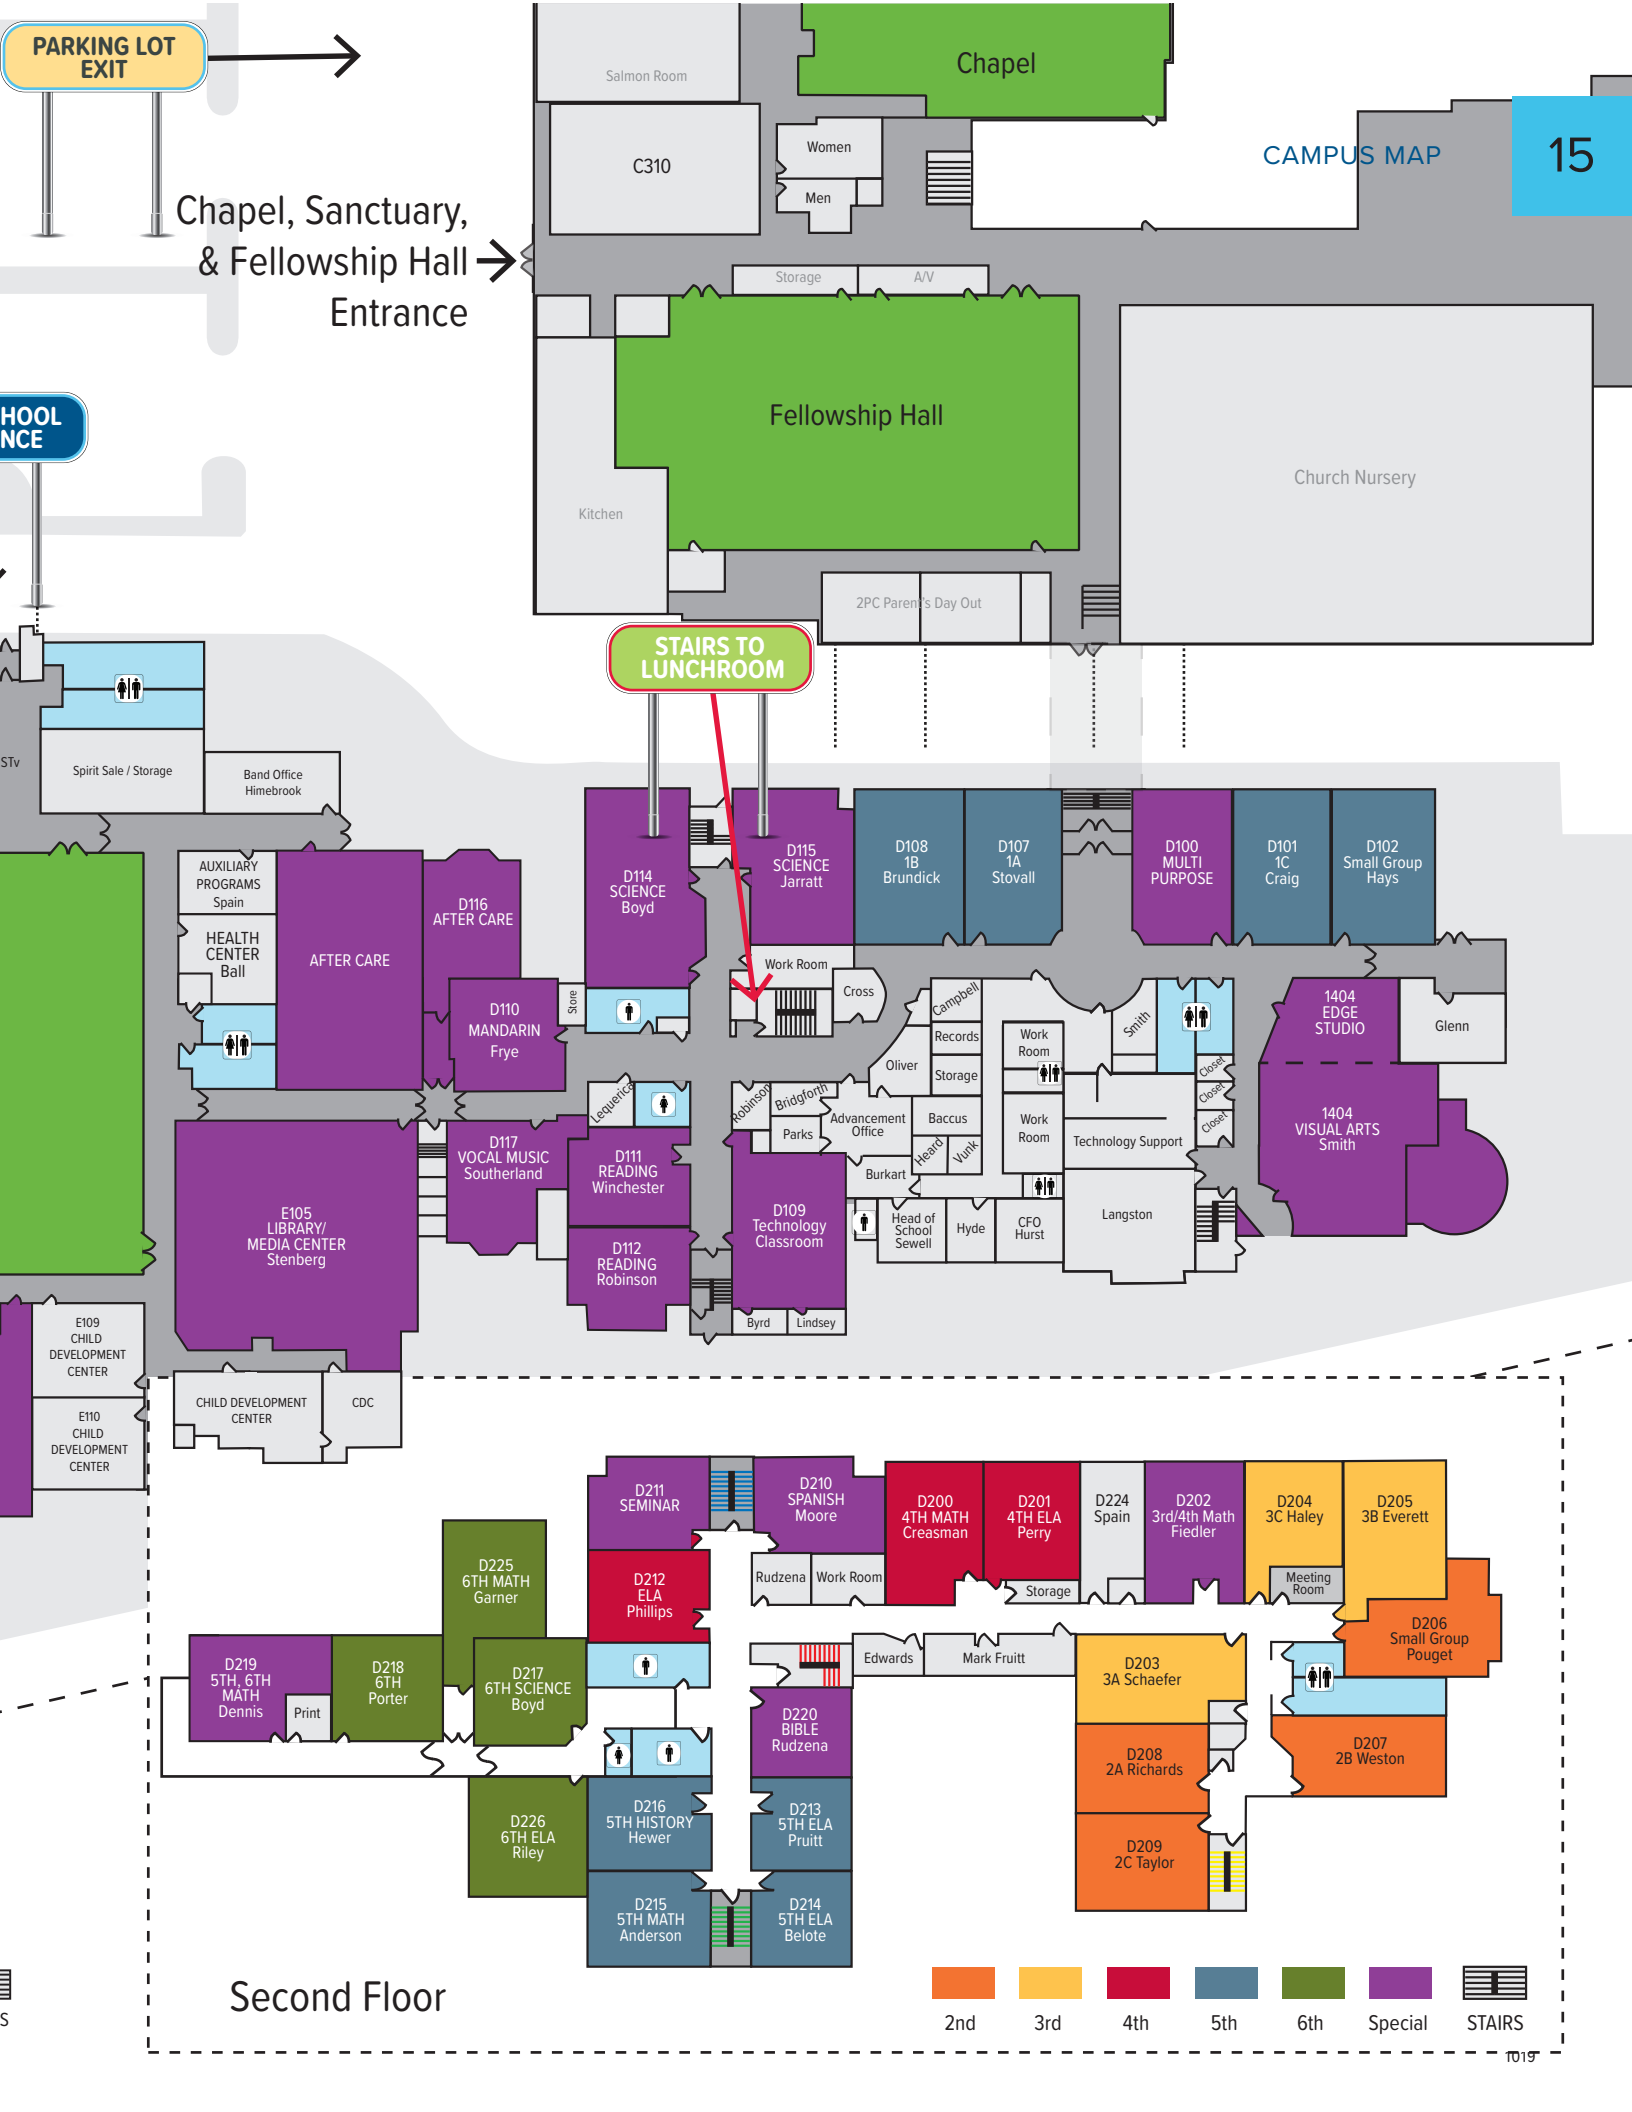 PARKING LOT
EXIT
Salmon Room
Chapel
C310
Women
Men
CAMPUS MAP
15
Chapel, Sanctuary,
& Fellowship Hall
Entrance
Storage
A/V
Fellowship Hall
Church Nursery
Kitchen
2PC Parent's Day Out
HOOL
NCE
STAIRS TO
LUNCHROOM
STv
Spirit Sale / Storage
Band Office
Himebrook
AUXILIARY
PROGRAMS
Spain
HEALTH
CENTER
Ball
AFTER CARE
D116
AFTER CARE
D110
MANDARIN
Frye
Store
D114
SCIENCE
Boyd
D115
SCIENCE
Jarratt
D108
1B
Brundick
D107
1A
Stovall
D100
MULTI
PURPOSE
D101
1C
Craig
D102
Small Group
Hays
Work Room
Cross
Campbell
Records
Storage
Oliver
Work
Room
Smith
Closet
Closet
Closet
1404
EDGE
STUDIO
Glenn
1404
VISUAL ARTS
Smith
Lequerica
Robinson
Bridgforth
Parks
Advancement
Office
Baccus
Heard
Vunk
Burkart
Work
Room
Technology Support
Langston
Head of
School
Sewell
Hyde
CFO
Hurst
E105
LIBRARY/
MEDIA CENTER
Stenberg
D117
VOCAL MUSIC
Southerland
D111
READING
Winchester
D112
READING
Robinson
D109
Technology
Classroom
Byrd
Lindsey
E109
CHILD
DEVELOPMENT
CENTER
E110
CHILD
DEVELOPMENT
CENTER
CHILD DEVELOPMENT
CENTER
CDC
D211
SEMINAR
D210
SPANISH
Moore
D200
4TH MATH
Creasman
D201
4TH ELA
Perry
D224
Spain
D202
3rd/4th Math
Fiedler
D204
3C Haley
D205
3B Everett
Meeting
Room
D225
6TH MATH
Garner
D212
ELA
Phillips
Rudzena
Work Room
Storage
D206
Small Group
Pouget
D219
5TH, 6TH
MATH
Dennis
Print
D218
6TH
Porter
D217
6TH SCIENCE
Boyd
Edwards
Mark Fruitt
D203
3A Schaefer
D220
BIBLE
Rudzena
D208
2A Richards
D207
2B Weston
D226
6TH ELA
Riley
D216
5TH HISTORY
Hewer
D213
5TH ELA
Pruitt
D209
2C Taylor
D215
5TH MATH
Anderson
D214
5TH ELA
Belote
Second Floor
S
2nd
3rd
4th
5th
6th
Special
STAIRS
1019